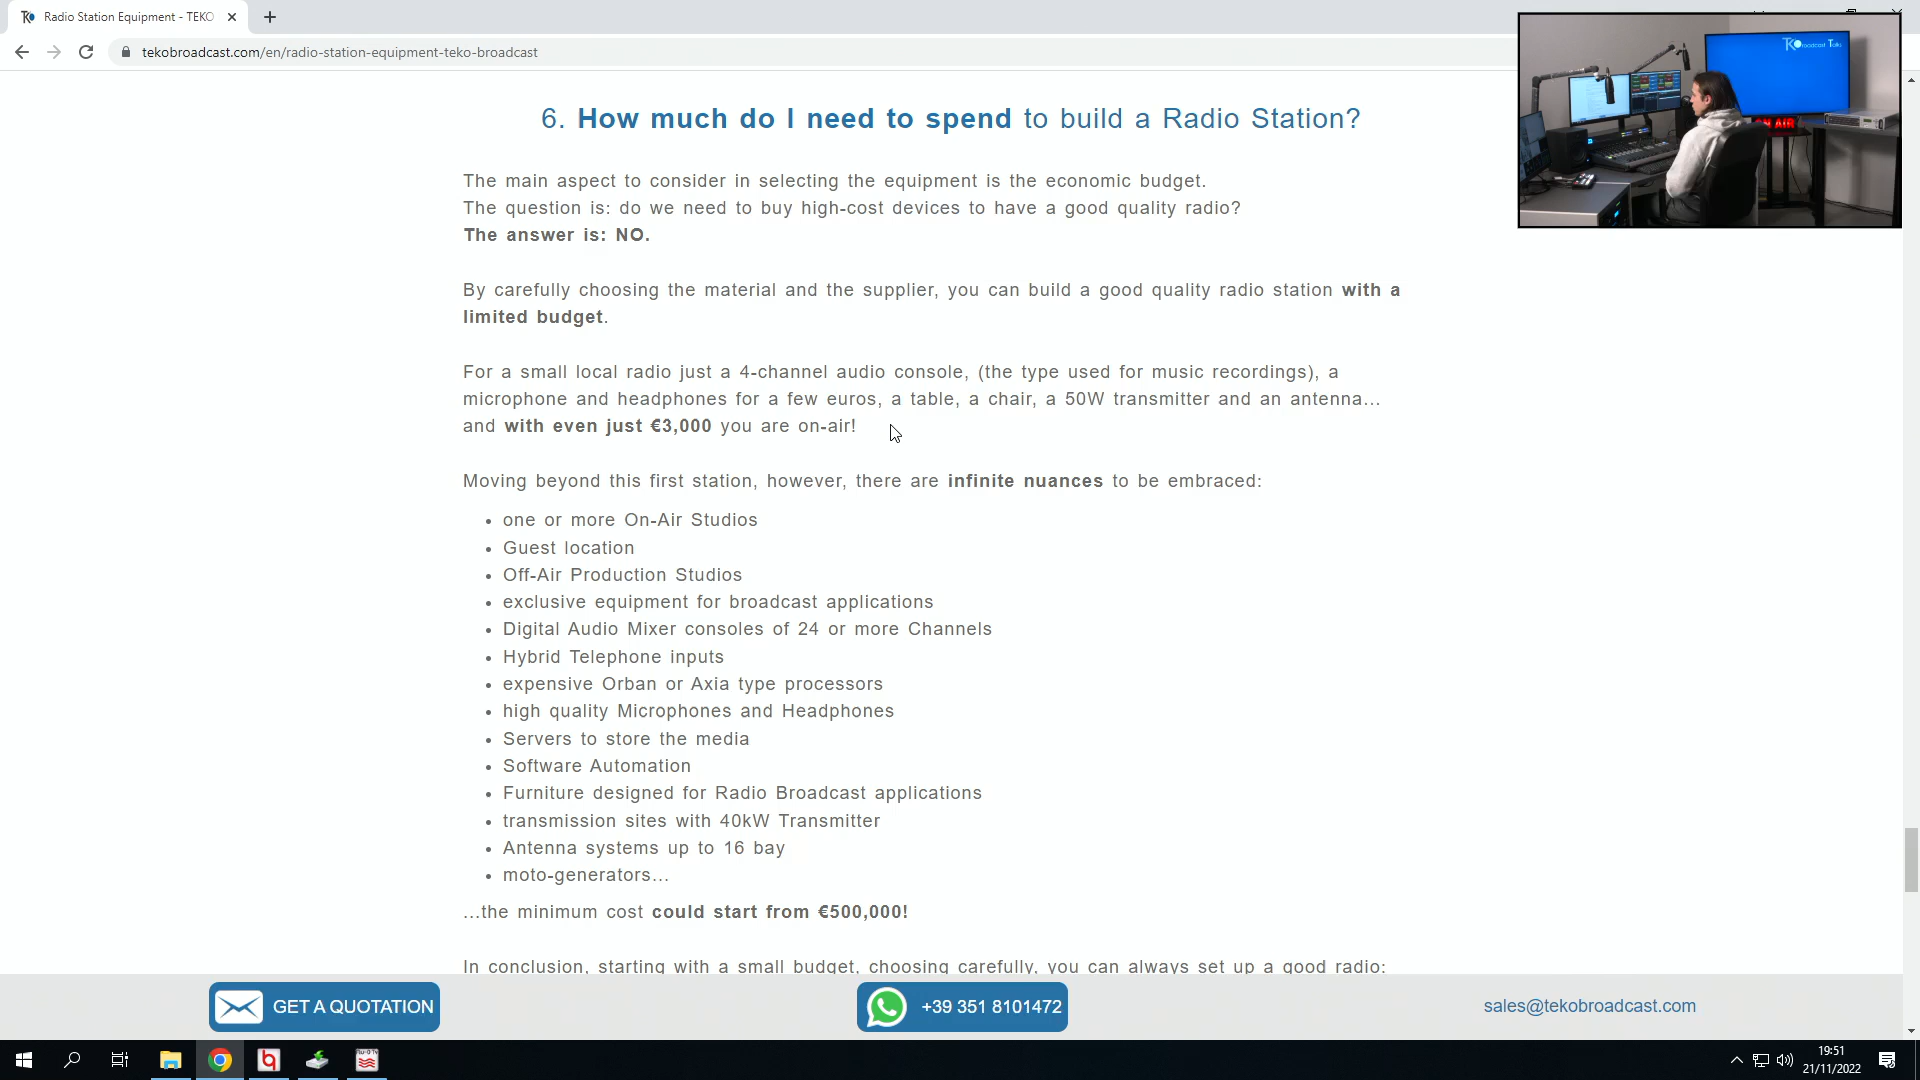 Radio Station Equipment - TEKO
tekobroadcast.com/en/radio-station-equipment-teko-broadcast
TKBroadcast Talks
ON AIR
6. How much do I need to spend to build a Radio Station?
The main aspect to consider in selecting the equipment is the economic budget.
The question is: do we need to buy high-cost devices to have a good quality radio?
The answer is: NO.
By carefully choosing the material and the supplier, you can build a good quality radio station with a
limited budget.
For a small local radio just a 4-channel audio console, (the type used for music recordings), a
microphone and headphones for a few euros, a table, a chair, a 50W transmitter and an antenna...
and with even just €3,000 you are on-air!
Moving beyond this first station, however, there are infinite nuances to be embraced:
• one or more On-Air Studios
• Guest location
• Off-Air Production Studios
• exclusive equipment for broadcast applications
• Digital Audio Mixer consoles of 24 or more Channels
• Hybrid Telephone inputs
• expensive Orban or Axia type processors
• high quality Microphones and Headphones
• Servers to store the media
• Software Automation
• Furniture designed for Radio Broadcast applications
• transmission sites with 40kW Transmitter
• Antenna systems up to 16 bay
• moto-generators...
...the minimum cost could start from €500,000!
In conclusion, starting with a small budget, choosing carefully, you can always set up a good radio:
GET A QUOTATION
+39 351 8101472
sales@tekobroadcast.com
19:51
21/11/2022